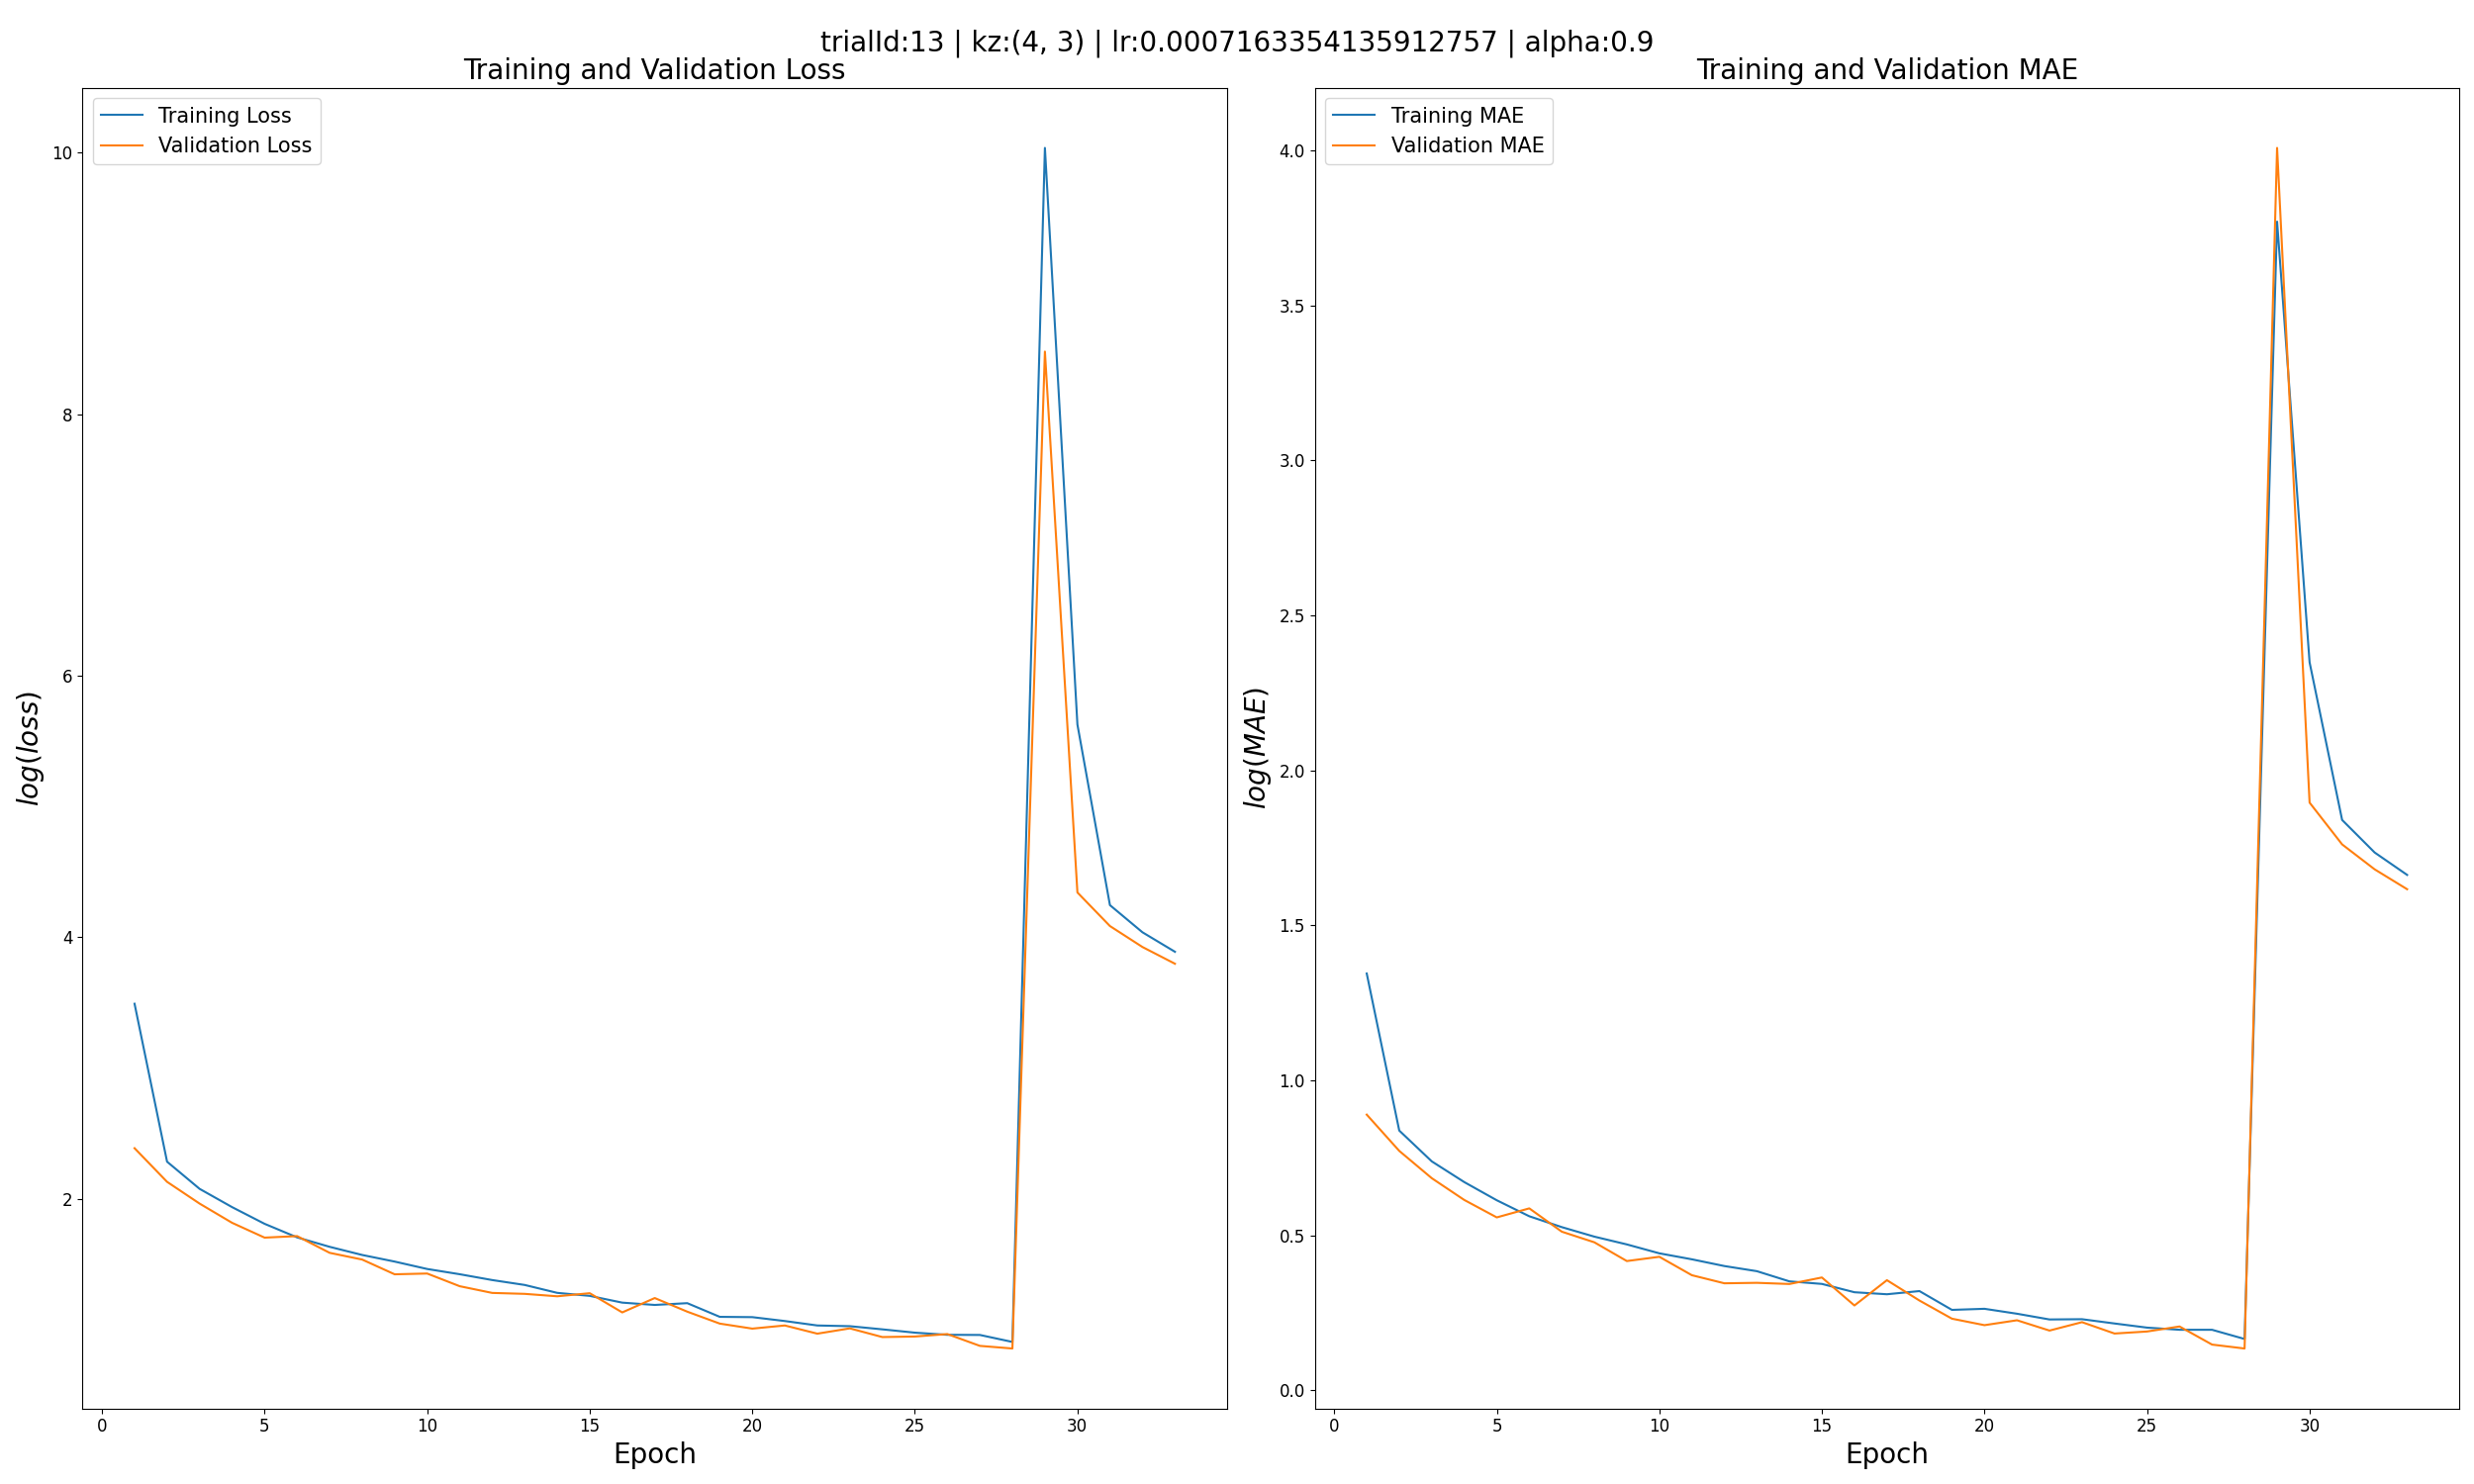 trialId:13 | kz:(4, 3) | lr:0.0007163354135912757 | alpha:0.9
Training and Validation Loss
Training Loss
Validation Loss
10
8
6
4
2
log(loss)
0 5 10 15 20 25 30
Epoch
Training and Validation MAE
Training MAE
Validation MAE
4.0
3.5
3.0
2.5
2.0
1.5
1.0
0.5
0.0
log(MAE)
0 5 10 15 20 25 30
Epoch